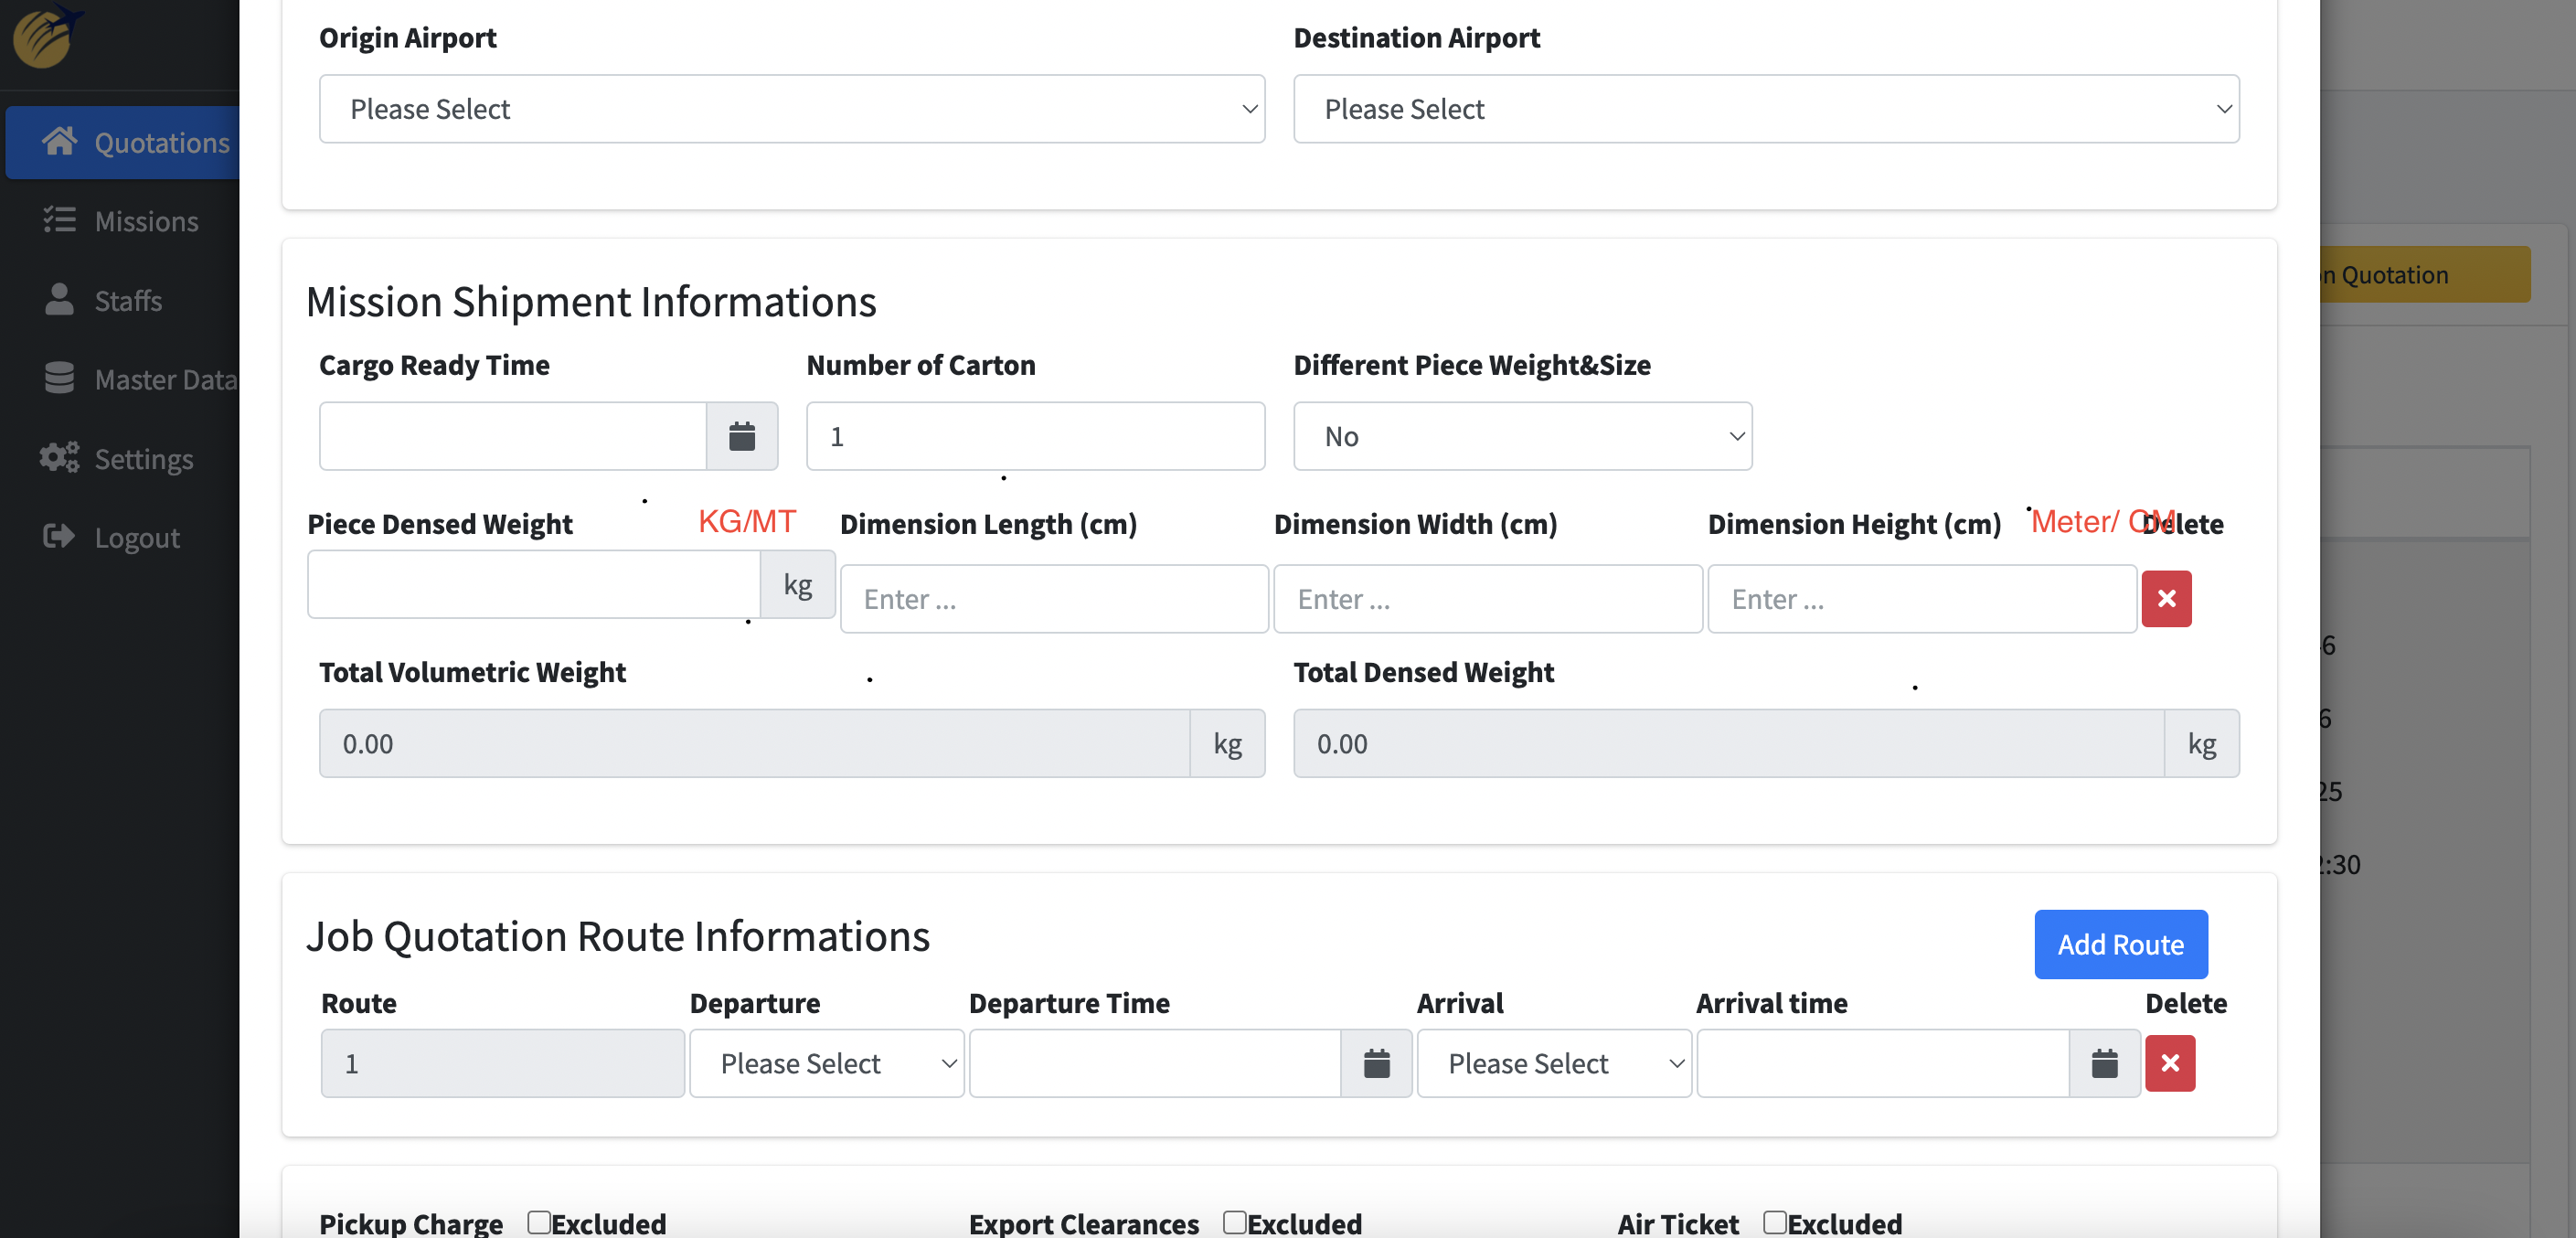 Origin Airport Destination Airport
Please Select Please Select
Quotations
Missions
Staffs
Master Data
Settings
Logout
n Quotation
Mission Shipment Informations
Cargo Ready Time Number of Carton Different Piece Weight&Size
1 No
Piece Densed Weight KG/MT Dimension Length (cm) Dimension Width (cm) Dimension Height (cm) Meter/ CM Delete
kg Enter ... Enter ... Enter ...
Total Volumetric Weight Total Densed Weight
0.00 kg 0.00 kg
6
6
25
:30
Job Quotation Route Informations
Add Route
Route Departure Departure Time Arrival Arrival time Delete
1 Please Select Please Select
Pickup Charge Excluded Export Clearances Excluded Air Ticket Excluded